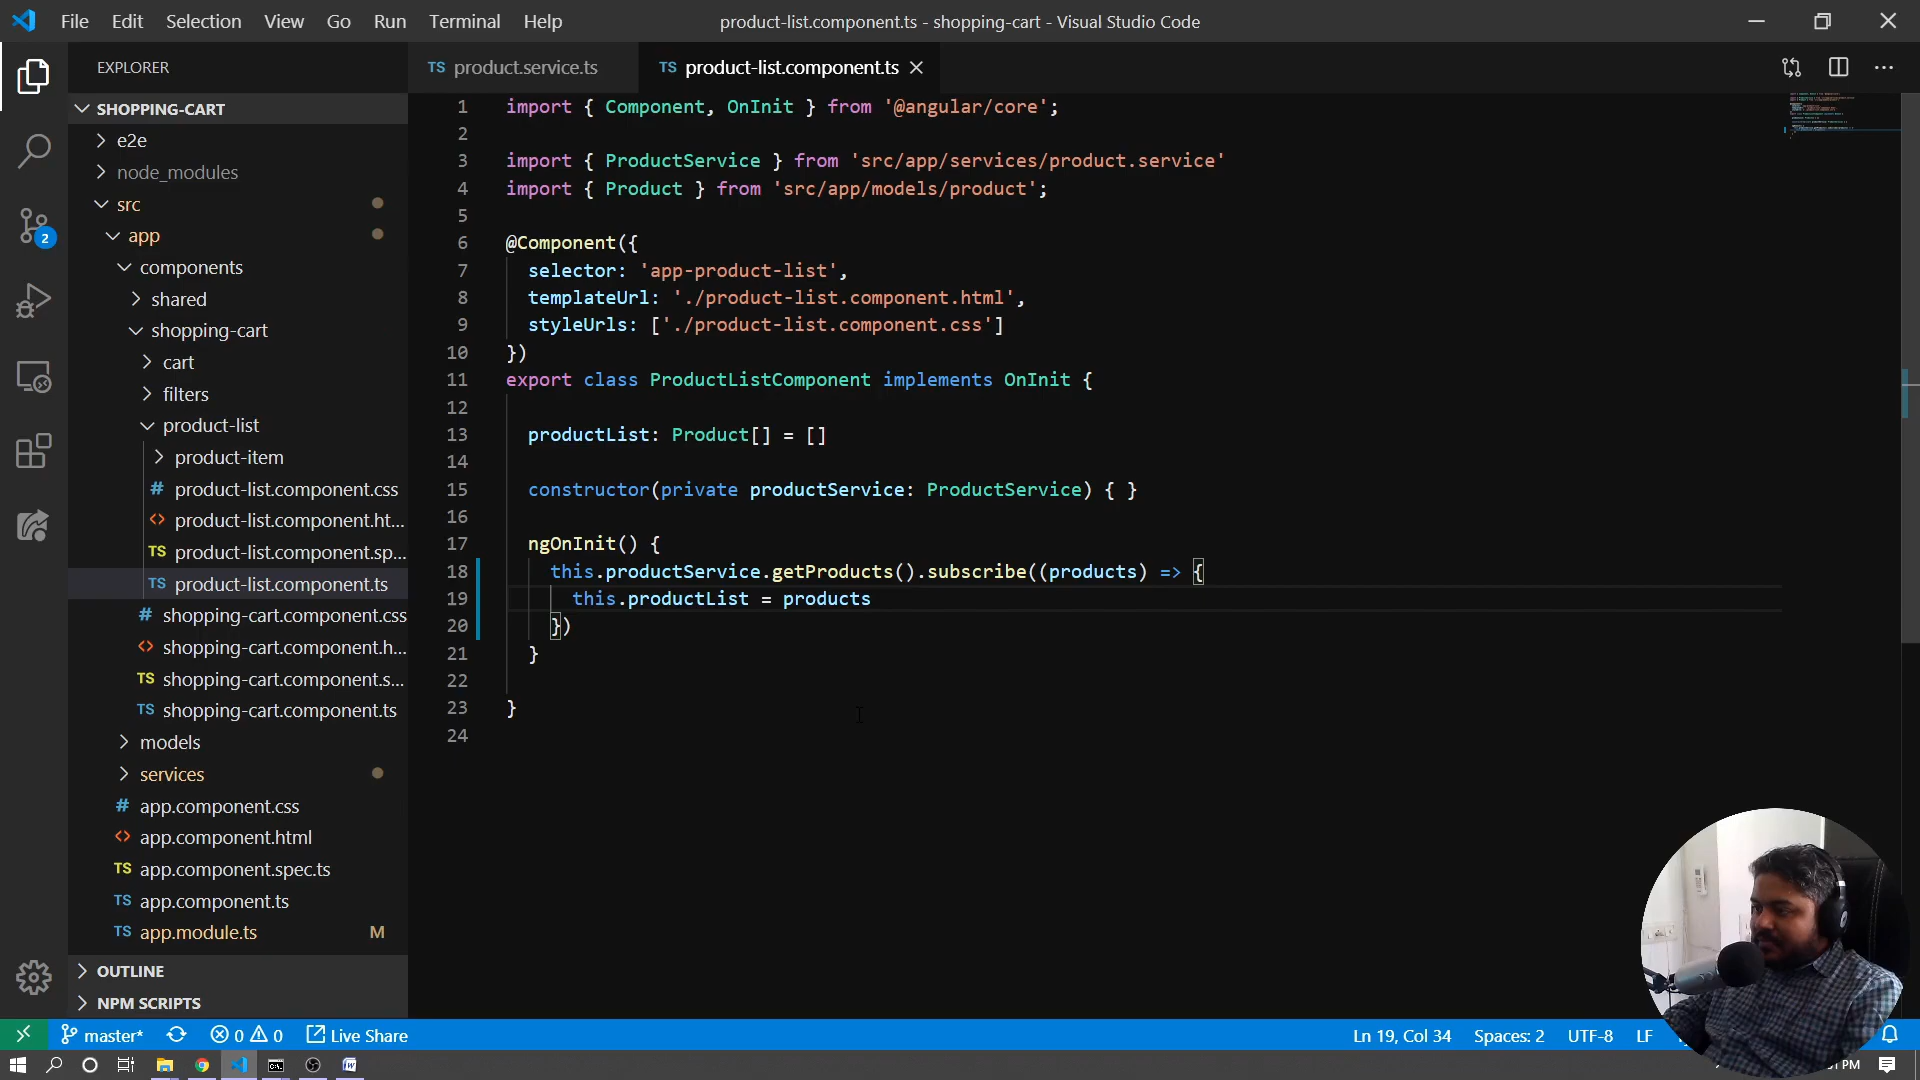 File Edit Selection View Go Run Terminal Help
product-list.component.ts - shopping-cart - Visual Studio Code
EXPLORER
SHOPPING-CART
e2e
node_modules
src
app
components
shared
shopping-cart
cart
filters
product-list
product-item
# product-list.component.css
<> product-list.component.ht...
TS product-list.component.sp...
TS product-list.component.ts
# shopping-cart.component.css
<> shopping-cart.component.h...
TS shopping-cart.component.s...
TS shopping-cart.component.ts
models
services
# app.component.css
<> app.component.html
TS app.component.spec.ts
TS app.component.ts
TS app.module.ts M
OUTLINE
NPM SCRIPTS
2
TS product.service.ts
TS product-list.component.ts
1 import { Component, OnInit } from '@angular/core';
2
3 import { ProductService } from 'src/app/services/product.service'
4 import { Product } from 'src/app/models/product';
5
6 @Component({
7 selector: 'app-product-list',
8 templateUrl: './product-list.component.html',
9 styleUrls: ['./product-list.component.css']
10 })
11 export class ProductListComponent implements OnInit {
12
13 productList: Product[] = []
14
15 constructor(private productService: ProductService) { }
16
17 ngOnInit() {
18 this.productService.getProducts().subscribe((products) => {
19 this.productList = products
20 })
21 }
22
23 }
24
master* 0 0 Live Share
Ln 19, Col 34 Spaces: 2 UTF-8 LF
PM